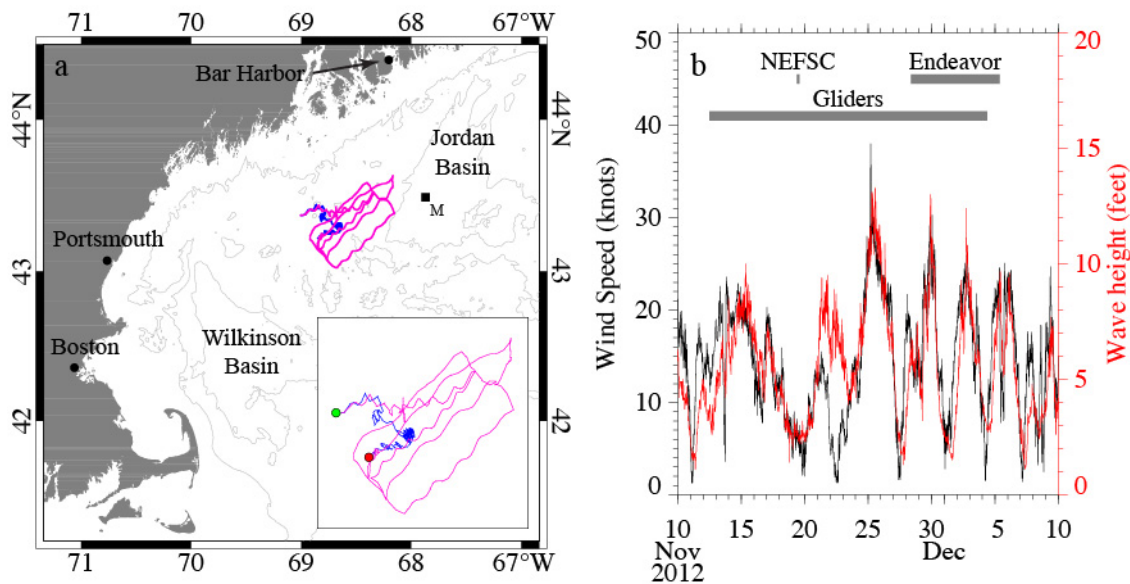 71 70 69 68 67°W
a
Bar Harbor
44°N 44°N
Jordan
Basin
M
Portsmouth
43 43
Wilkinson
Basin
Boston
42 42
71 70 69 68 67°W
b
NEFSC Endeavor
Gliders
Wind Speed (knots)
50
40
30
20
10
0
Wave height (feet)
20
15
10
5
0
10 15 20 25 30 5 10
Nov Dec
2012